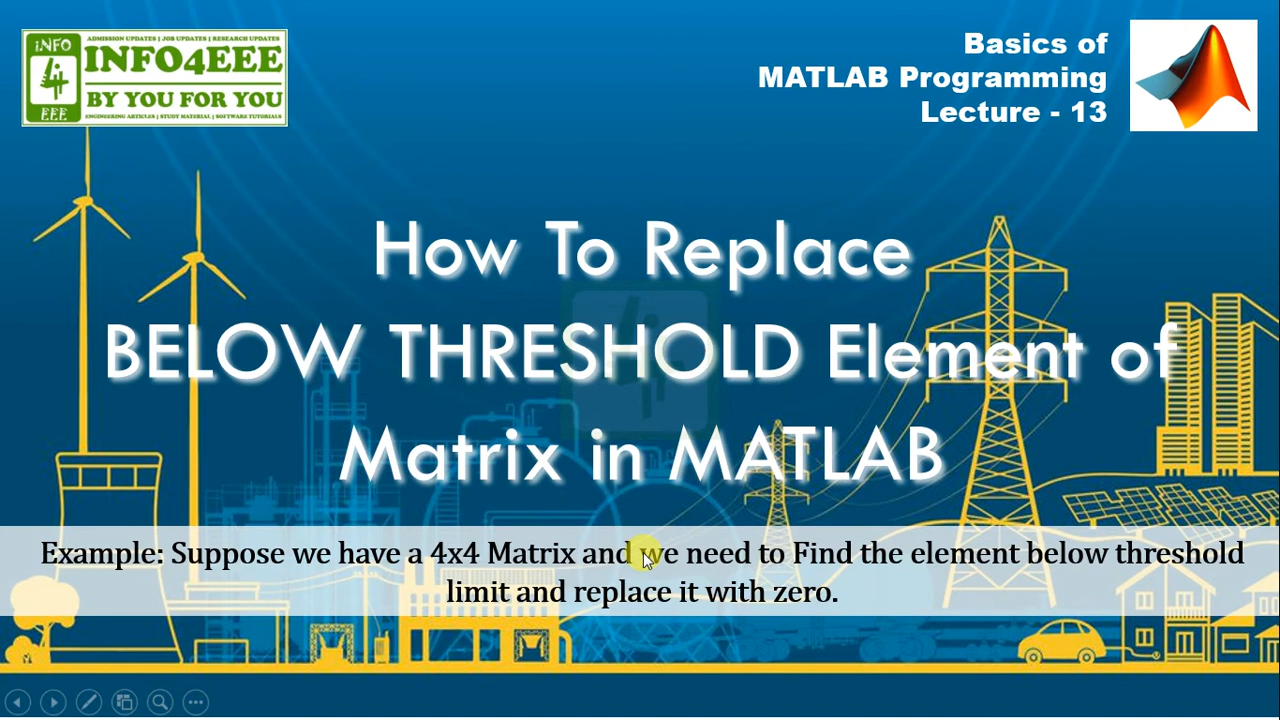 ADMISSION UPDATES | JOB UPDATES | RESEARCH UPDATES
iNFO
4
EEE
INFO4EEE
BY YOU FOR YOU
ENGINEERING ARTICLES | STUDY MATERIAL | SOFTWARE TUTORIALS
Basics of
MATLAB Programming
Lecture - 13
How To Replace
BELOW THRESHOLD Element of
Matrix in MATLAB
Example: Suppose we have a 4x4 Matrix and we need to Find the element below threshold
limit and replace it with zero.